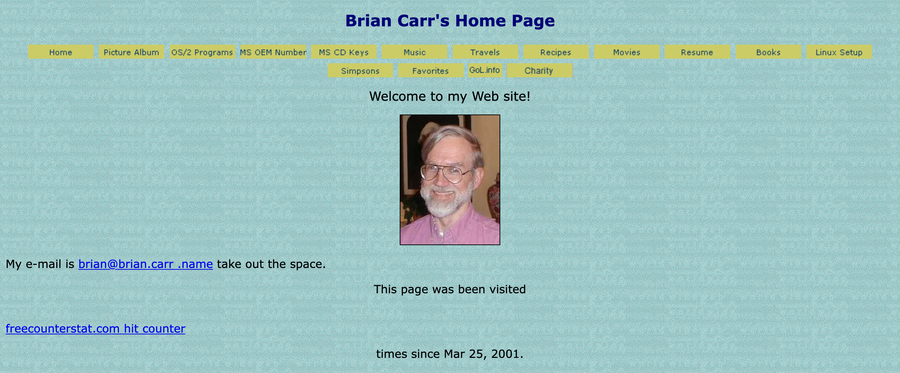 Brian Carr's Home Page
Home Picture Album OS/2 Programs MS OEM Number MS CD Keys Music Travels Recipes Movies Resume Books Linux Setup
Simpsons Favorites GoL.info Charity
Welcome to my Web site!
My e-mail is brian@brian.carr .name take out the space.
This page was been visited
freecounterstat.com hit counter
times since Mar 25, 2001.